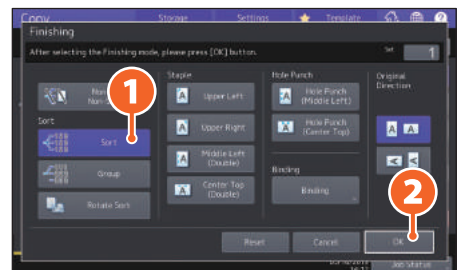 Copy Storage Settings Template
Finishing
After selecting the Finishing mode, please press [OK] button.
Set 1
Staple Hole Punch Original Direction
Upper Left
Hole Punch (Middle Left)
Sort
1
Sort
Upper Right
Hole Punch (Center Top)
Group
Middle Left (Double)
Binding
Rotate Sort
Center Top (Double)
Binding
2
Reset Cancel OK
Job Status